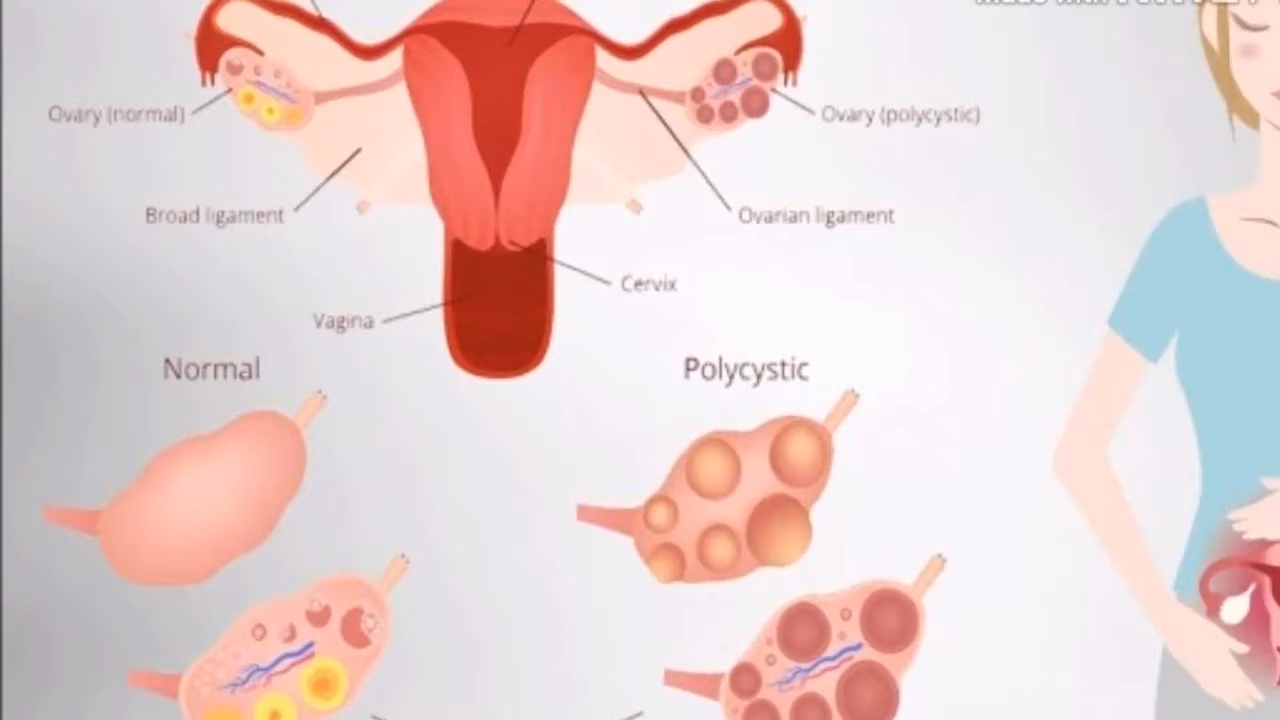 Ovary (normal)
Ovary (polycystic)
Broad ligament
Ovarian ligament
Cervix
Vagina
Normal
Polycystic